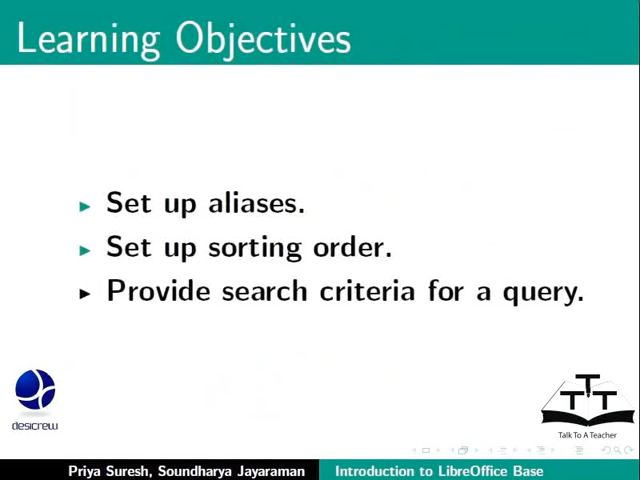 Learning Objectives
Set up aliases.
Set up sorting order.
Provide search criteria for a query.
desicrew
T
T T
Talk To A Teacher
Priya Suresh, Soundharya Jayaraman Introduction to LibreOffice Base